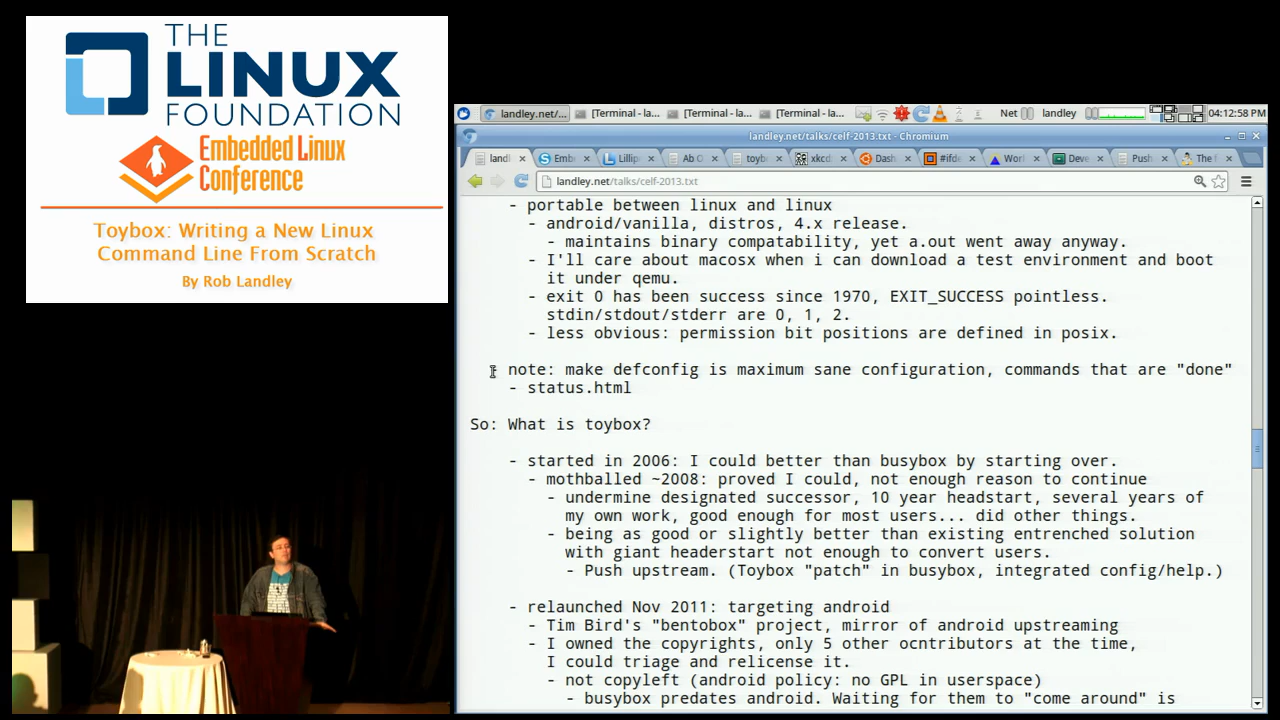 THE
LINUX
FOUNDATION
Embedded Linux
Conference
Toybox: Writing a New Linux
Command Line From Scratch
By Rob Landley
landley.net/...
[Terminal - la...
[Terminal - la...
[Terminal - la...
Net
landley
04:12:58 PM
landley.net/talks/celf-2013.txt - Chromium
landl
Embe
Lillip
Ab O
toybo
xkcd
Dash
#ifde
Worl
Deve
Push
The f
landley.net/talks/celf-2013.txt
- portable between linux and linux
- android/vanilla, distros, 4.x release.
- maintains binary compatability, yet a.out went away anyway.
- I'll care about macosx when i can download a test environment and boot
it under qemu.
- exit 0 has been success since 1970, EXIT_SUCCESS pointless.
stdin/stdout/stderr are 0, 1, 2.
- less obvious: permission bit positions are defined in posix.
note: make defconfig is maximum sane configuration, commands that are "done"
- status.html
So: What is toybox?
- started in 2006: I could better than busybox by starting over.
- mothballed ~2008: proved I could, not enough reason to continue
- undermine designated successor, 10 year headstart, several years of
my own work, good enough for most users... did other things.
- being as good or slightly better than existing entrenched solution
with giant headerstart not enough to convert users.
- Push upstream. (Toybox "patch" in busybox, integrated config/help.)
- relaunched Nov 2011: targeting android
- Tim Bird's "bentobox" project, mirror of android upstreaming
- I owned the copyrights, only 5 other ocntributors at the time,
I could triage and relicense it.
- not copyleft (android policy: no GPL in userspace)
- busybox predates android. Waiting for them to "come around" is